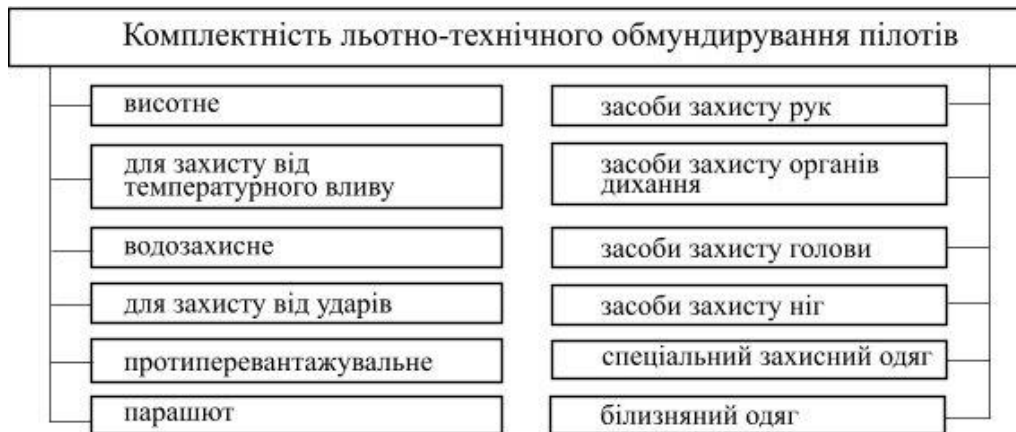 Комплектність льотно-технічного обмундирування пілотів
висотне
для захисту від
температурного вливу
водозахисне
для захисту від ударів
протиперевантажувальне
парашют
засоби захисту рук
засоби захисту органів
дихання
засоби захисту голови
засоби захисту ніг
спеціальний захисний одяг
білизняний одяг